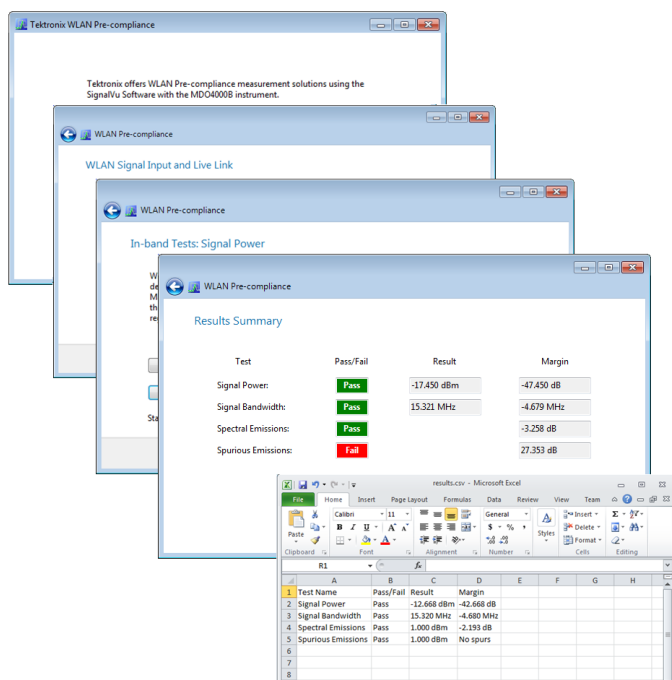 Tektronix WLAN Pre-compliance
Tektronix offers WLAN Pre-compliance measurement solutions using the
SignalVu Software with the MDO4000B instrument.
WLAN Pre-compliance
WLAN Signal Input and Live Link
WLAN Pre-compliance
In-band Tests: Signal Power
WLAN Pre-compliance
Results Summary
Test Pass/Fail Result Margin
Signal Power: Pass -17.450 dBm -47.450 dB
Signal Bandwidth: Pass 15.321 MHz -4.679 MHz
Spectral Emissions: Pass -3.258 dB
Spurious Emissions: Fail 27.353 dB
results.csv - Microsoft Excel
File Home Insert Page Layout Formulas Data Review View Team
Calibri 11 General Insert
Paste B I U A A $ % , Styles Delete
A Format
Clipboard Font Alignment Number Cells Editing
R1 fx
A B C D E F G H
1 Test Name Pass/Fail Result Margin
2 Signal Power Pass -12.668 dBm -42.668 dB
3 Signal Bandwidth Pass 15.320 MHz -4.680 MHz
4 Spectral Emissions Pass 1.000 dBm -2.193 dB
5 Spurious Emissions Pass 1.000 dBm No spurs
6
7
8